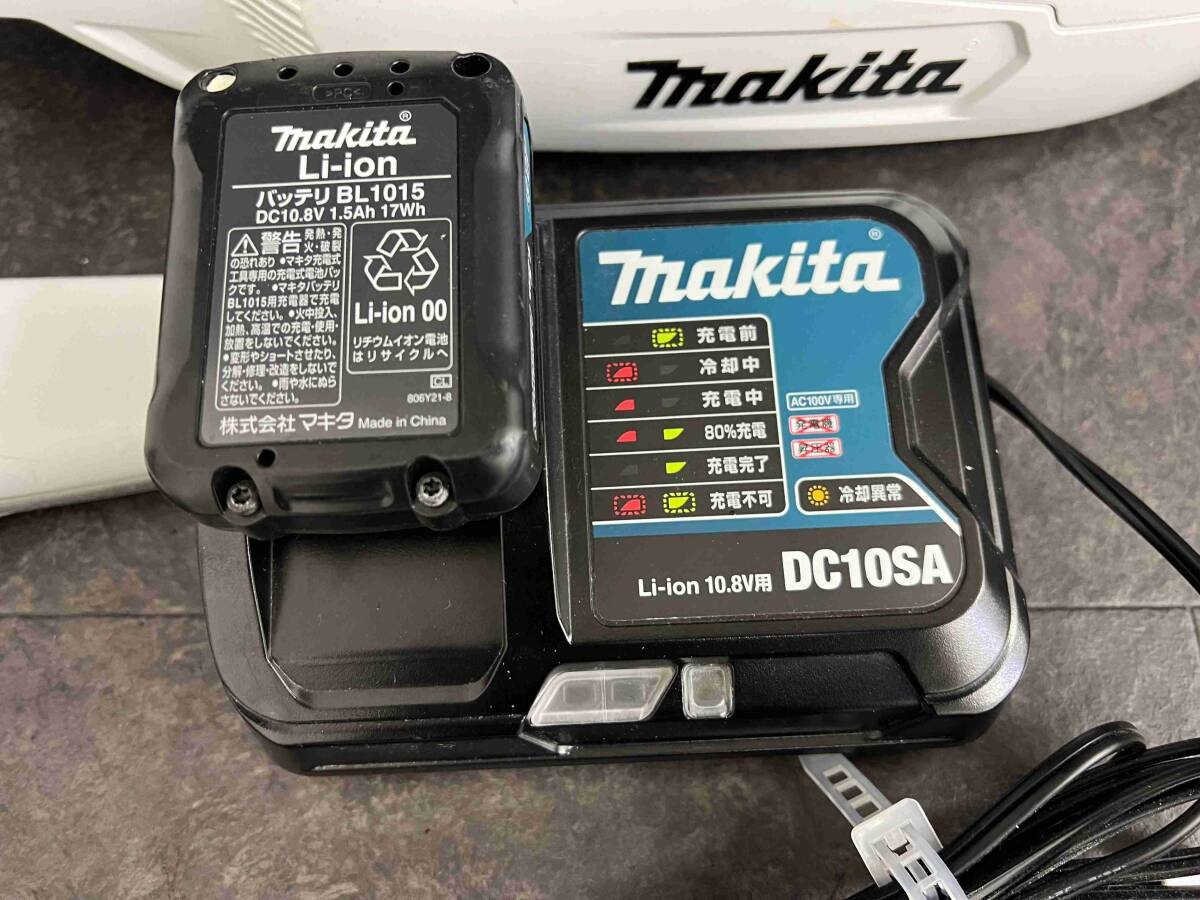 makita
>PC<
makita®
Li-ion
バッテリ BL1015
DC10.8V 1.5Ah 17Wh
警告 発熱・発
火・破裂
の恐れあり ●マキタ充電式
工具専用の充電式電池パッ
クです。●マキタバッテリ
BL1015用充電器で充電
してください。●火中投入、
加熱、高温での充電・使用・
放置をしないでください。
●変形やショートさせたり、
分解・修理・改造をしないで
ください。●雨や水にぬら
さないでください。
Li-ion 00
リチウムイオン電池
はリサイクルへ
CL
806Y21-8
株式会社 マキタ Made in China
makita®
充電前
冷却中
充電中
80%充電
充電完了
充電不可
AC100V専用
発電機
昇圧器
冷却異常
Li-ion 10.8V用 DC10SA